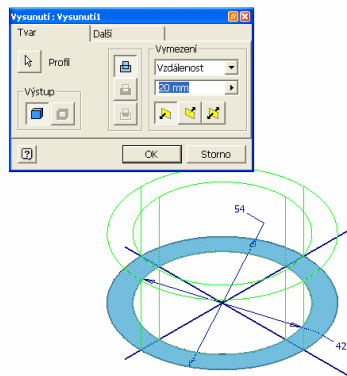 Vysunutí : Vysunutí1
Tvar Další
Profil
Výstup
Vymezení
Vzdálenost
20 mm
? OK Storno
54
42